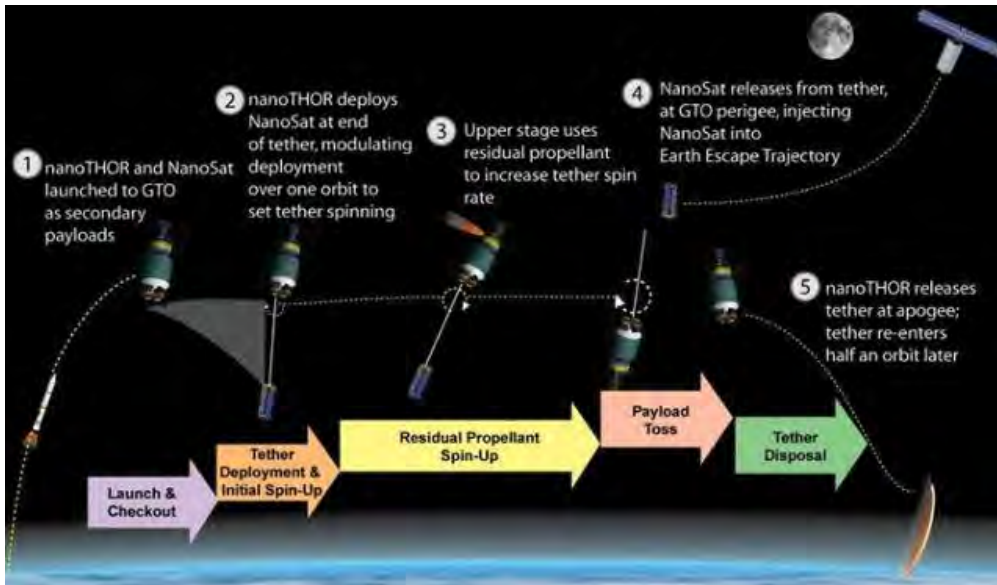 1
nanoTHOR and NanoSat
launched to GTO
as secondary
payloads
2
nanoTHOR deploys
NanoSat at end
of tether, modulating
deployment
over one orbit to
set tether spinning
3
Upper stage uses
residual propellant
to increase tether spin
rate
4
NanoSat releases from tether,
at GTO perigee, injecting
NanoSat into
Earth Escape Trajectory
5
nanoTHOR releases
tether at apogee;
tether re-enters
half an orbit later
Launch &
Checkout
Tether
Deployment &
Initial Spin-Up
Residual Propellant
Spin-Up
Payload
Toss
Tether
Disposal